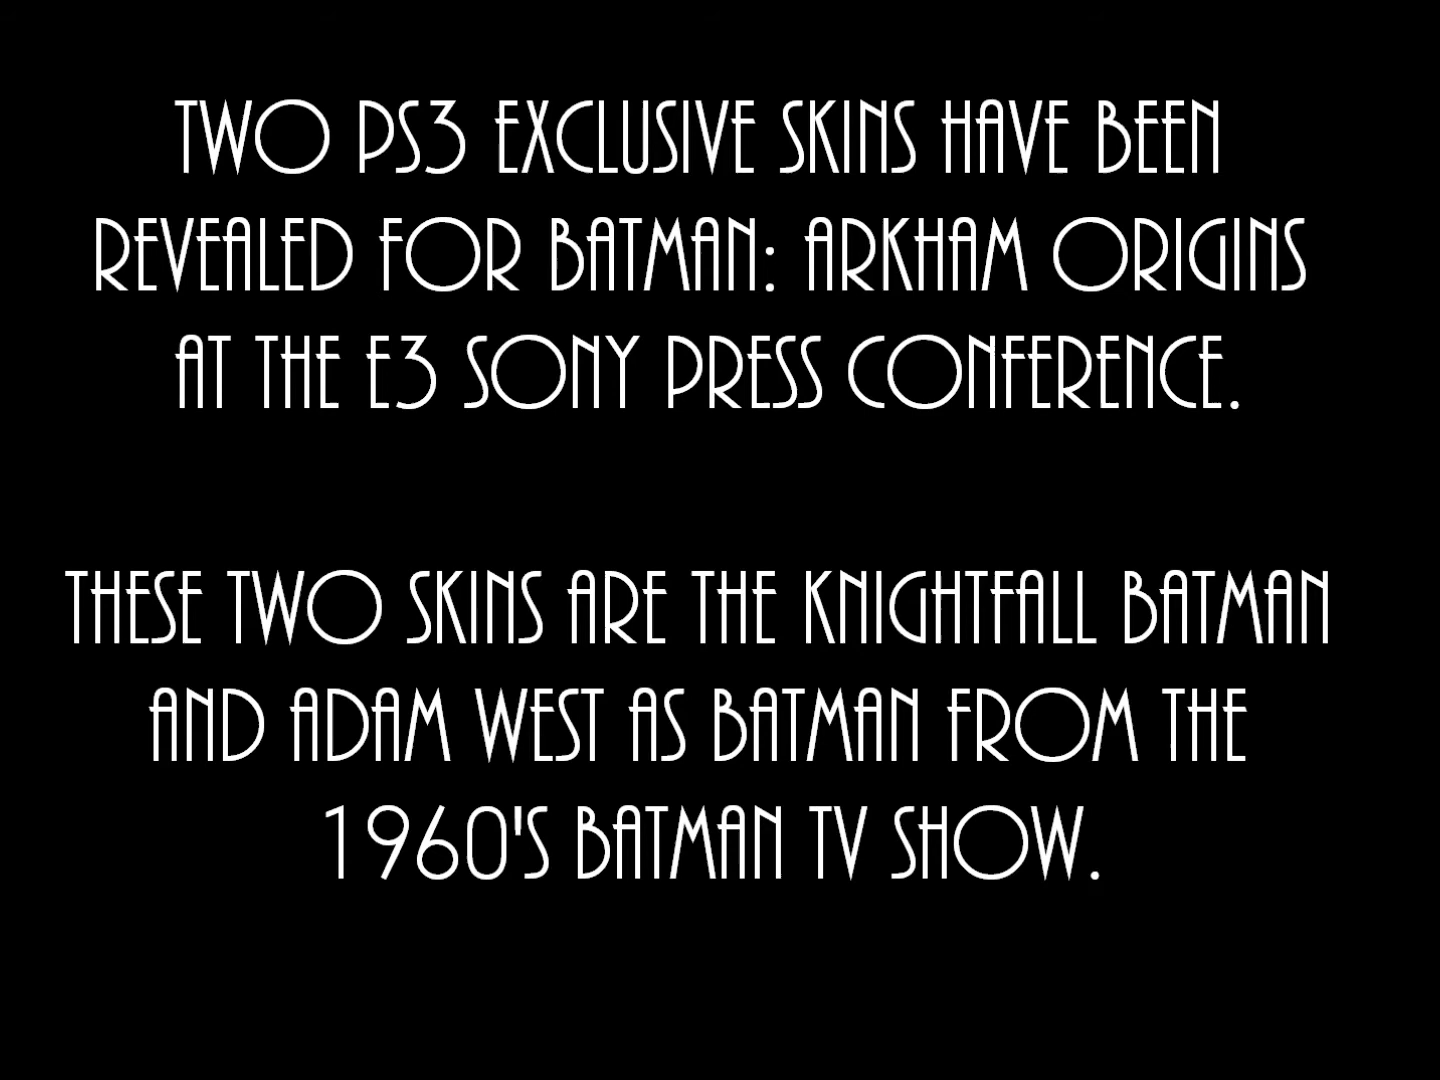 TWO PS3 EXCLUSIVE SKINS HAVE BEEN
REVEALED FOR BATMAN: ARKHAM ORIGINS
AT THE E3 SONY PRESS CONFERENCE.
THESE TWO SKINS ARE THE KNIGHTFALL BATMAN
AND ADAM WEST AS BATMAN FROM THE
1960'S BATMAN TV SHOW.